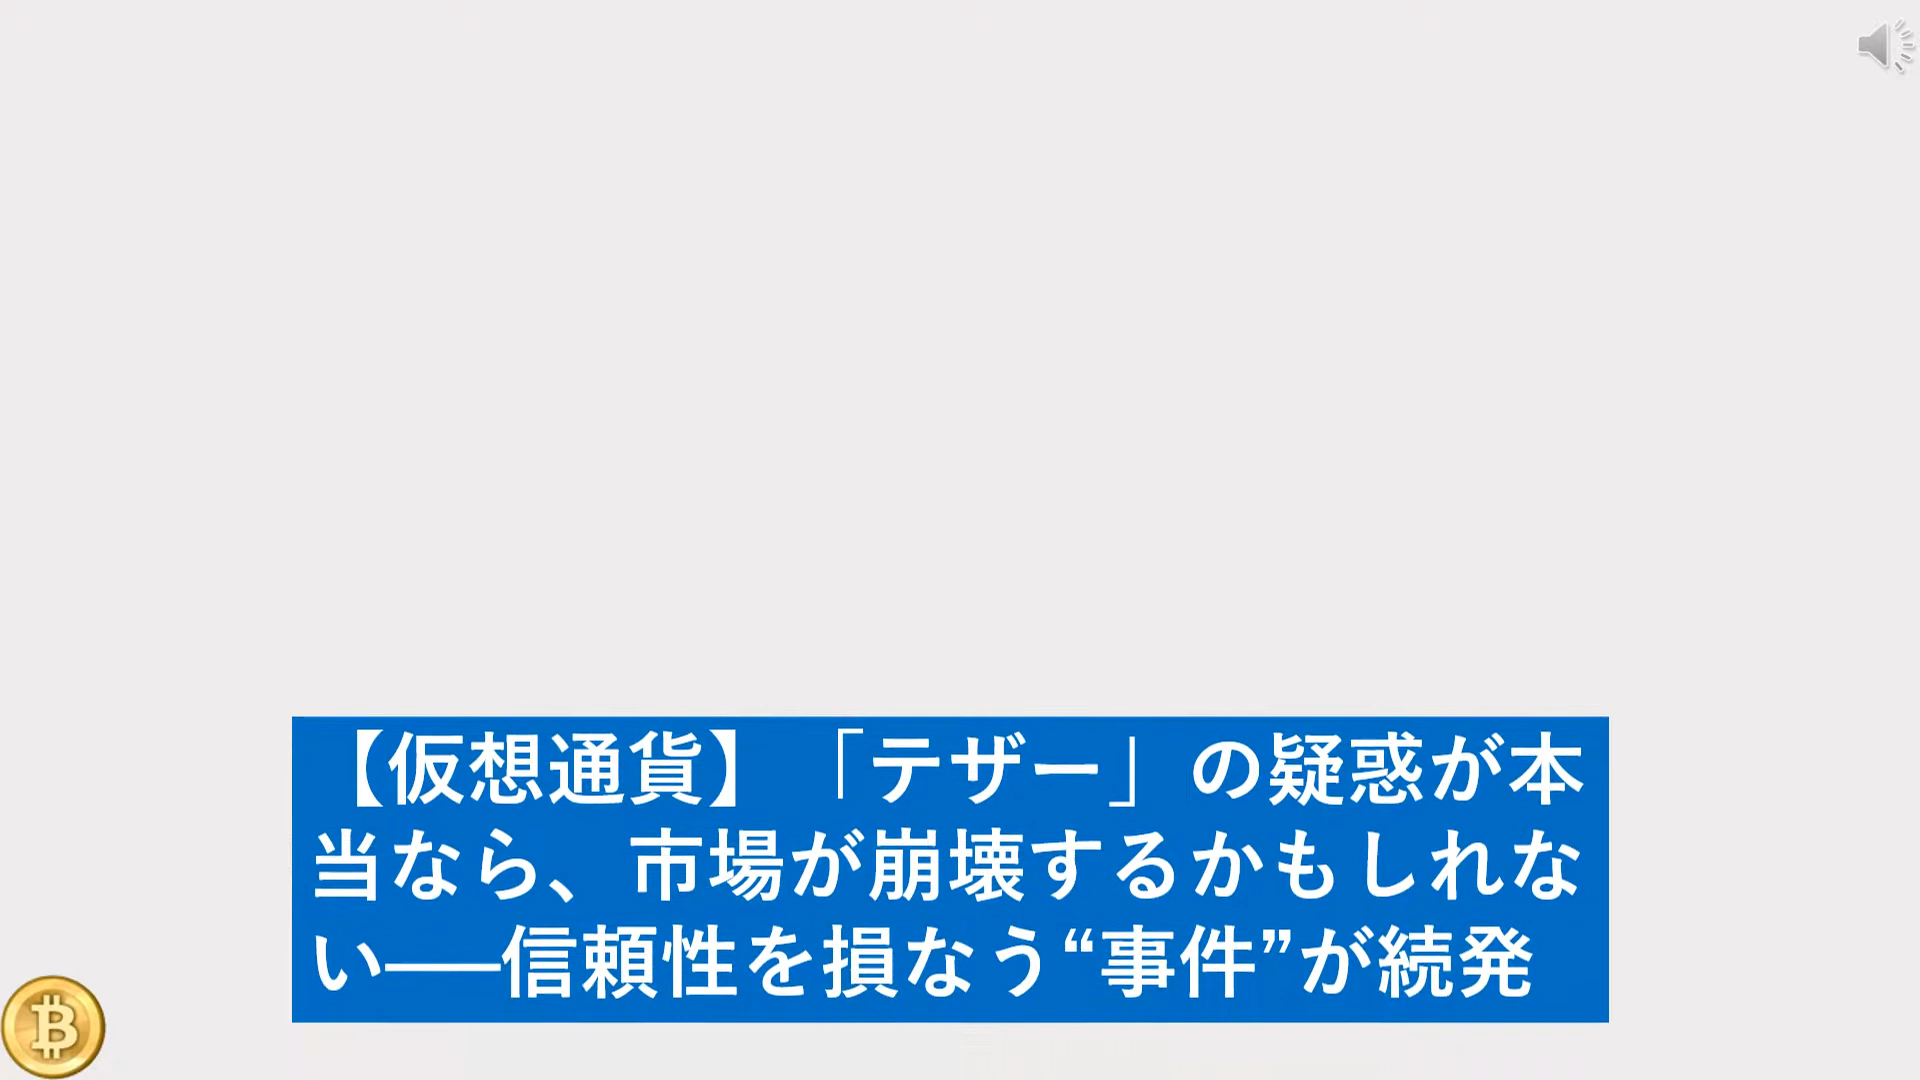 【仮想通貨】「テザー」の疑惑が本
当なら、市場が崩壊するかもしれな
い──信頼性を損なう“事件”が続発